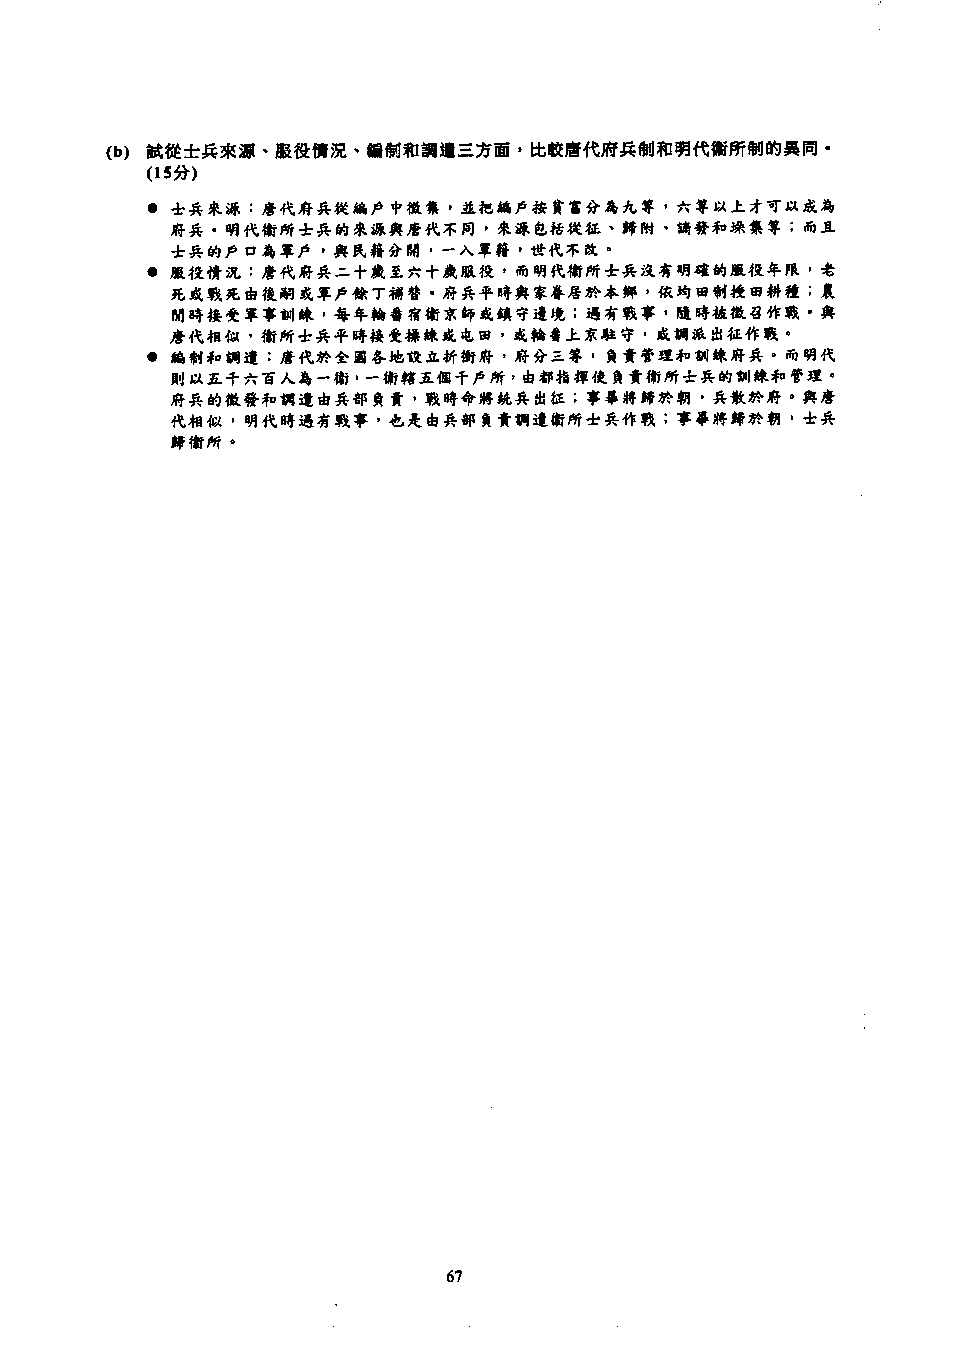 (b) 試從士兵來源、服役情況、編制和調遣三方面，比較唐代府兵制和明代衞所制的異同。
(15分)
● 士兵來源：唐代府兵從編戶中徵集，並把編戶按貧富分為九等，六等以上才可以成為
府兵。明代衞所士兵的來源與唐代不同，來源包括從征、歸附、謫發和垛集等；而且
士兵的戶口為軍戶，與民籍分開，一入軍籍，世代不改。
● 服役情況：唐代府兵二十歲至六十歲服役，而明代衞所士兵沒有明確的服役年限，老
死或戰死由後嗣或軍戶餘丁補替。府兵平時與家眷居於本鄉，依均田制授田耕種；農
閒時接受軍事訓練，每年輪番宿衞京師或鎮守邊境；遇有戰事，隨時被徵召作戰。與
唐代相似，衞所士兵平時接受操練或屯田，或輪番上京駐守，或調派出征作戰。
● 編制和調遣：唐代於全國各地設立折衝府，府分三等，負責管理和訓練府兵。而明代
則以五千六百人為一衞，一衞轄五個千戶所，由都指揮使負責衞所士兵的訓練和管理。
府兵的徵發和調遣由兵部負責，戰時命將統兵出征；事畢將歸於朝，兵散於府。與唐
代相似，明代時遇有戰事，也是由兵部負責調遣衞所士兵作戰；事畢將歸於朝，士兵
歸衞所。
67